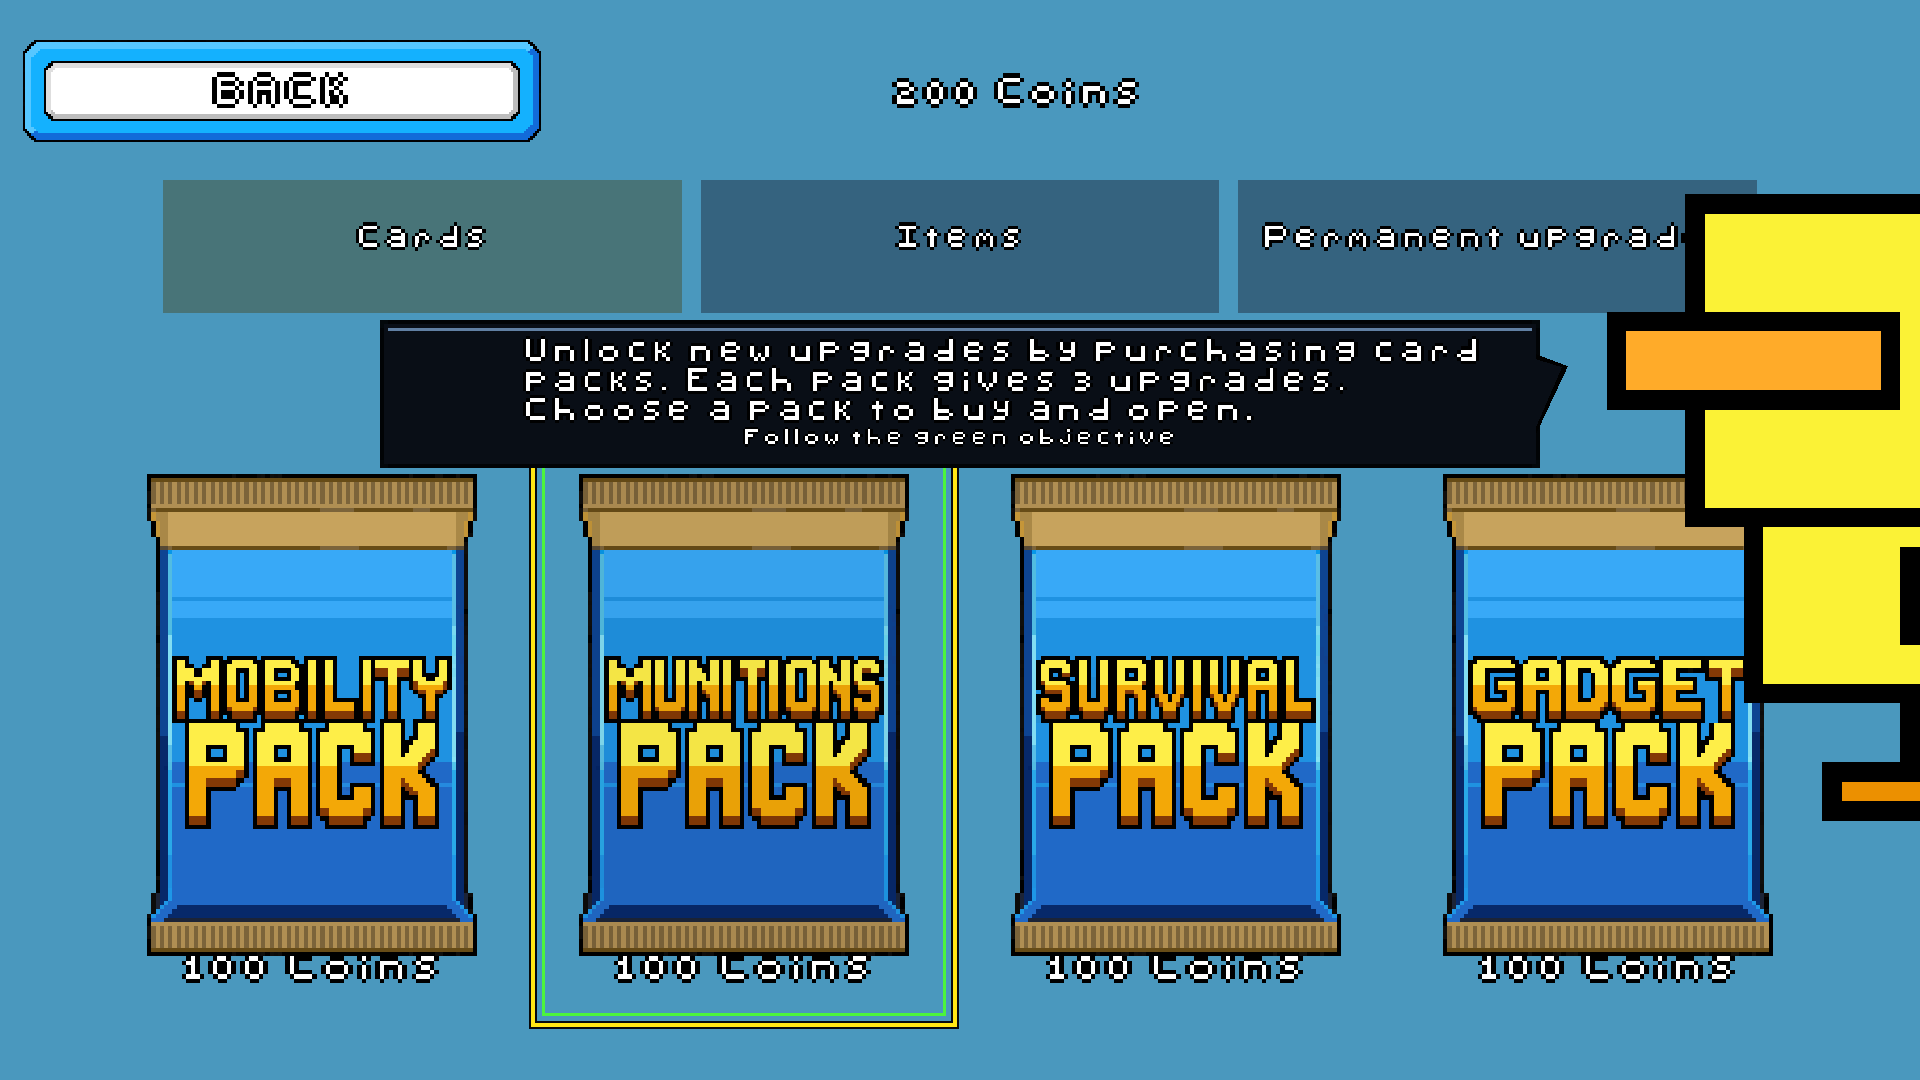 BACK
200 Coins
Cards
Items
Permanent upgrad
Unlock new upgrades by purchasing card
packs. Each pack gives 3 upgrades.
Choose a pack to buy and open.
Follow the green objective
MOBILITY
PACK
100 Coins
MUNITIONS
PACK
100 Coins
SURVIVAL
PACK
100 Coins
GADGET
PACK
100 Coins